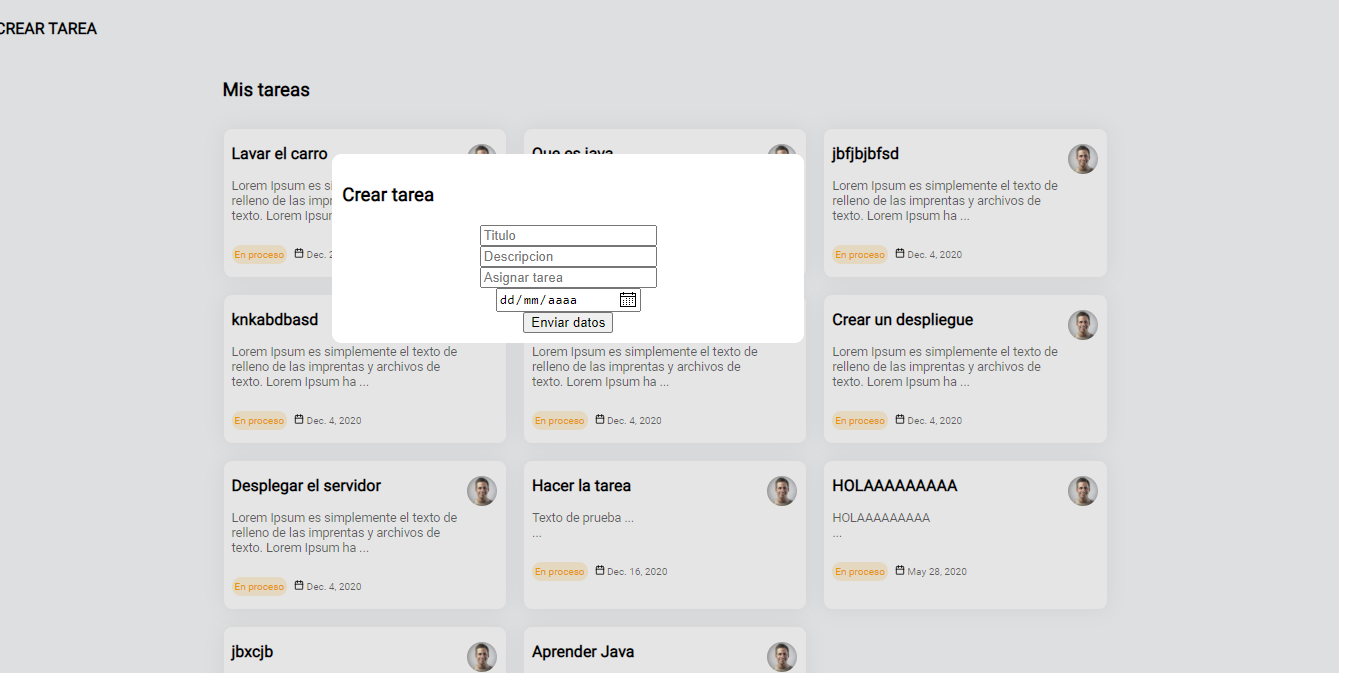 CREAR TAREA
Mis tareas
Lavar el carro
Lorem Ipsum es si
relleno de las imp
texto. Lorem Ipsur
En proceso Dec. 2
Que es java
jbfjbjbfsd
Lorem Ipsum es simplemente el texto de
relleno de las imprentas y archivos de
texto. Lorem Ipsum ha ...
En proceso Dec. 4, 2020
Crear tarea
Titulo
Descripcion
Asignar tarea
dd/mm/aaaa
Enviar datos
knkabdbasd
Lorem Ipsum es simplemente el texto de
relleno de las imprentas y archivos de
texto. Lorem Ipsum ha ...
En proceso Dec. 4, 2020
Lorem Ipsum es simplemente el texto de
relleno de las imprentas y archivos de
texto. Lorem Ipsum ha ...
En proceso Dec. 4, 2020
Crear un despliegue
Lorem Ipsum es simplemente el texto de
relleno de las imprentas y archivos de
texto. Lorem Ipsum ha ...
En proceso Dec. 4, 2020
Desplegar el servidor
Lorem Ipsum es simplemente el texto de
relleno de las imprentas y archivos de
texto. Lorem Ipsum ha ...
En proceso Dec. 4, 2020
Hacer la tarea
Texto de prueba ...
...
En proceso Dec. 16, 2020
HOLAAAAAAAAA
HOLAAAAAAAAA
...
En proceso May 28, 2020
jbxcjb
Aprender Java